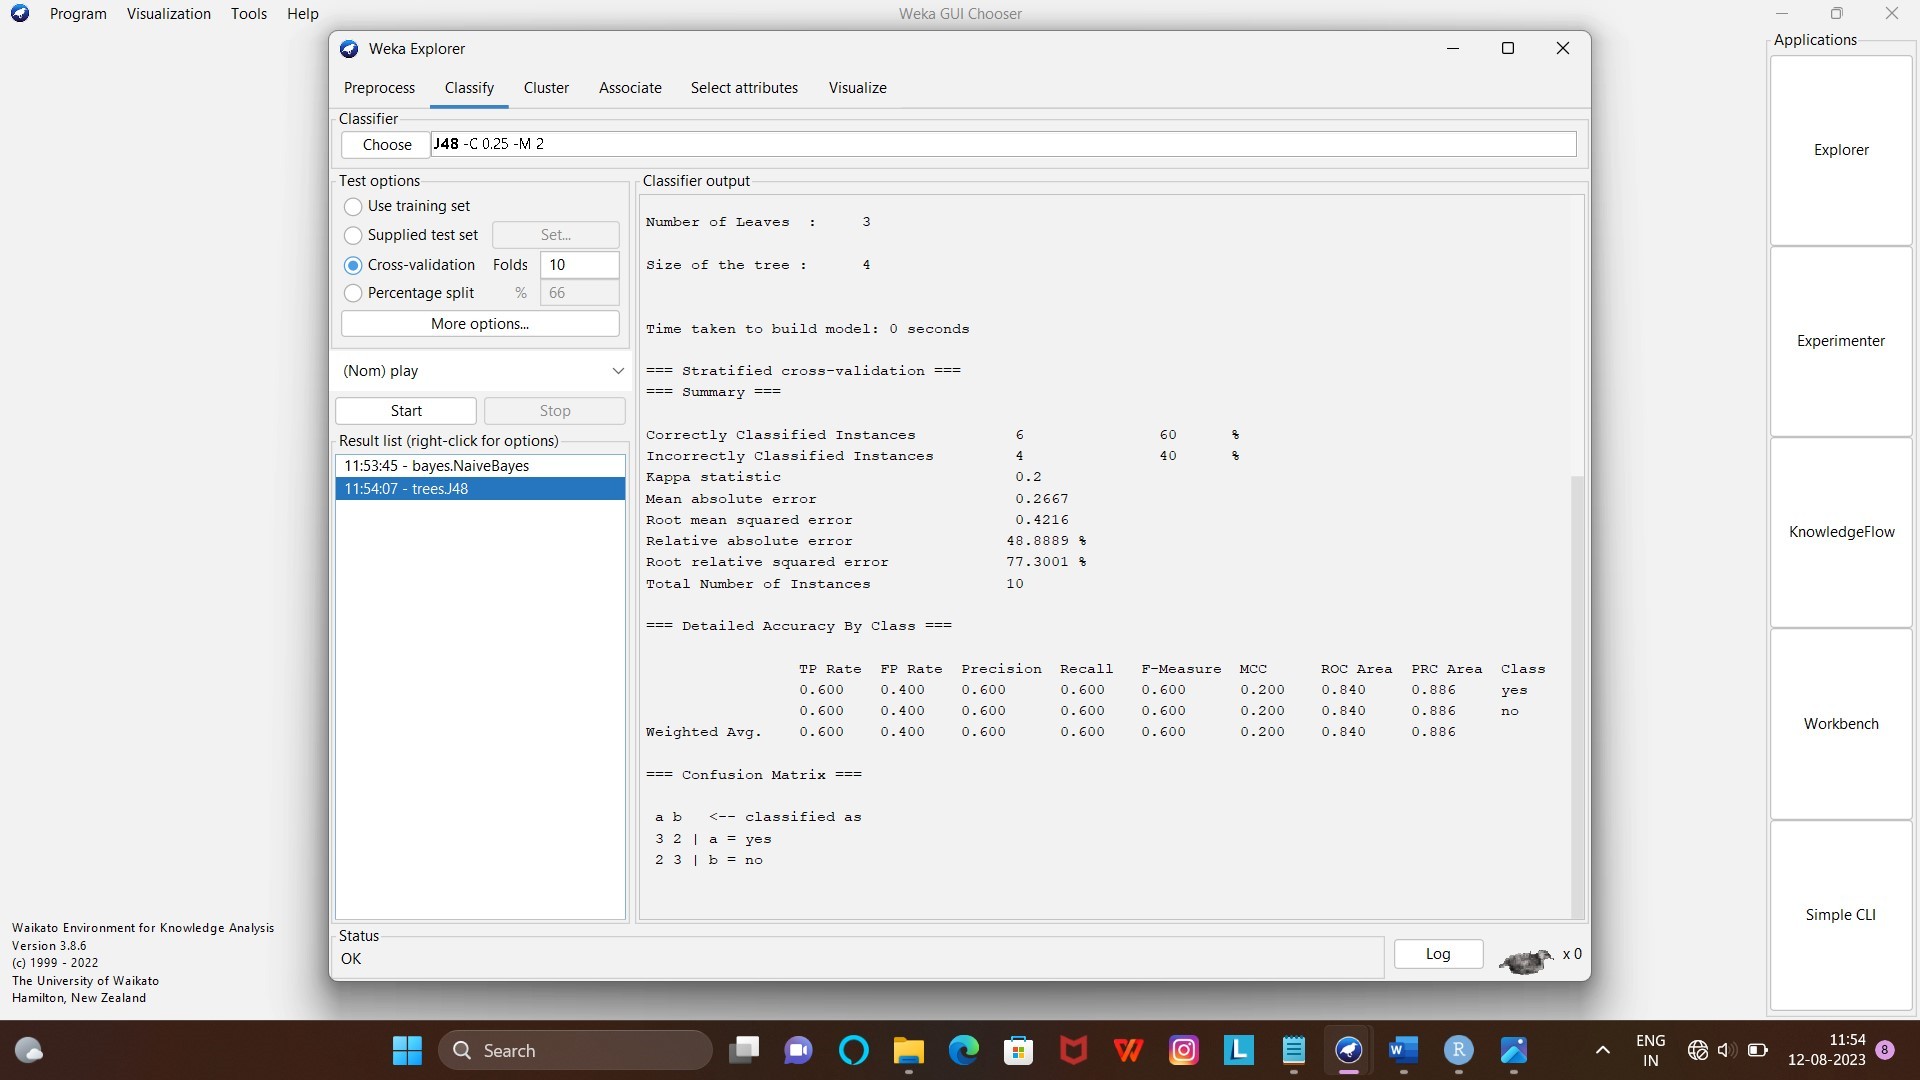 Program Visualization Tools Help
Weka GUI Chooser
Weka Explorer
Preprocess Classify Cluster Associate Select attributes Visualize
Classifier
Choose J48 -C 0.25 -M 2
Test options
Use training set
Supplied test set Set...
Cross-validation Folds 10
Percentage split % 66
More options...
(Nom) play
Start Stop
Result list (right-click for options)
11:53:45 - bayes.NaiveBayes
11:54:07 - trees.J48
Classifier output
Number of Leaves : 3
Size of the tree : 4
Time taken to build model: 0 seconds
=== Stratified cross-validation ===
=== Summary ===
Correctly Classified Instances 6 60 %
Incorrectly Classified Instances 4 40 %
Kappa statistic 0.2
Mean absolute error 0.2667
Root mean squared error 0.4216
Relative absolute error 48.8889 %
Root relative squared error 77.3001 %
Total Number of Instances 10
=== Detailed Accuracy By Class ===
TP Rate FP Rate Precision Recall F-Measure MCC ROC Area PRC Area Class
0.600 0.400 0.600 0.600 0.600 0.200 0.840 0.886 yes
0.600 0.400 0.600 0.600 0.600 0.200 0.840 0.886 no
Weighted Avg. 0.600 0.400 0.600 0.600 0.600 0.200 0.840 0.886
=== Confusion Matrix ===
a b <-- classified as
3 2 | a = yes
2 3 | b = no
Status
OK
Log
x 0
Applications
Explorer
Experimenter
KnowledgeFlow
Workbench
Simple CLI
Waikato Environment for Knowledge Analysis
Version 3.8.6
(c) 1999 - 2022
The University of Waikato
Hamilton, New Zealand
Search
L
W
R
ENG
IN
11:54
12-08-2023
8